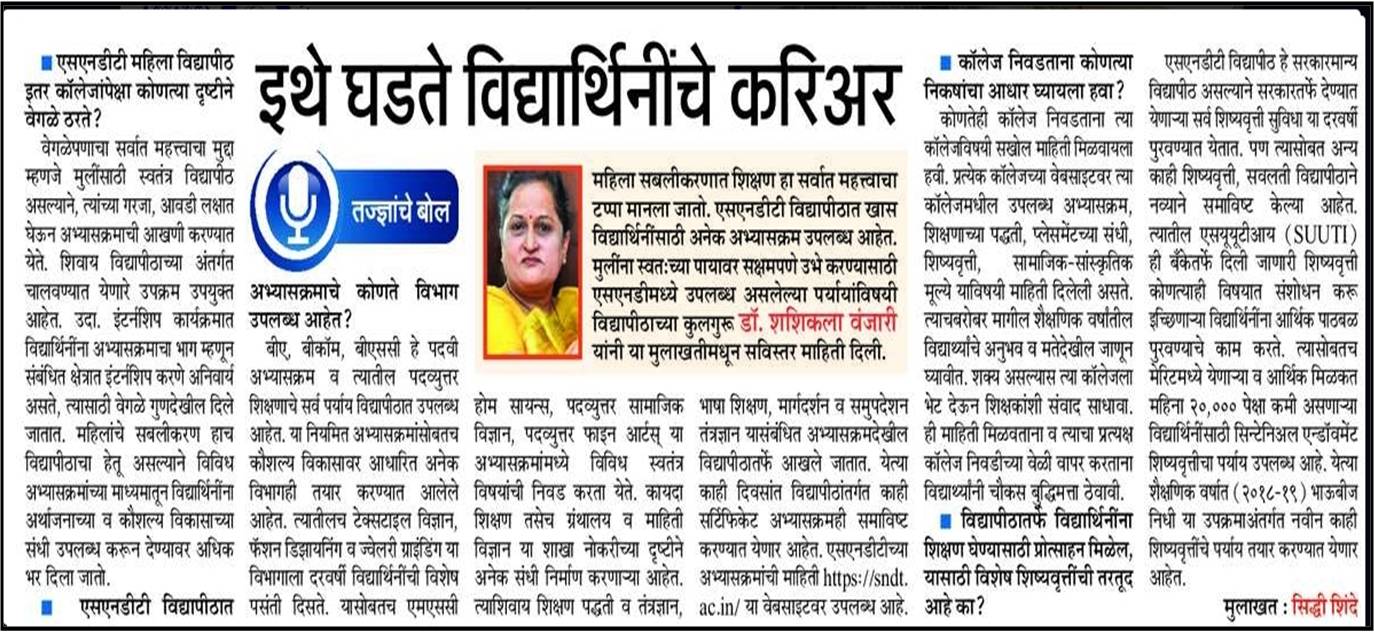 इथे घडते विद्यार्थिनींचे करिअर
■ एसएनडीटी महिला विद्यापीठ
इतर कॉलेजांपेक्षा कोणत्या दृष्टीने
वेगळे ठरते?
वेगळेपणाचा सर्वात महत्त्वाचा मुद्दा
म्हणजे मुलींसाठी स्वतंत्र विद्यापीठ
असल्याने, त्यांच्या गरजा, आवडी लक्षात
घेऊन अभ्यासक्रमाची आखणी करण्यात
येते. शिवाय विद्यापीठाच्या अंतर्गत
चालवण्यात येणारे उपक्रम उपयुक्त
आहेत. उदा. इंटर्नशिप कार्यक्रमात
विद्यार्थिनींना अभ्यासक्रमाचा भाग म्हणून
संबंधित क्षेत्रात इंटर्नशिप करणे अनिवार्य
असते, त्यासाठी वेगळे गुणदेखील दिले
जातात. महिलांचे सबलीकरण हाच
विद्यापीठाचा हेतू असल्याने विविध
अभ्यासक्रमांच्या माध्यमातून विद्यार्थिनींना
अर्थाजनाच्या व कौशल्य विकासाच्या
संधी उपलब्ध करून देण्यावर अधिक
भर दिला जातो.
■ एसएनडीटी विद्यापीठात
तज्ज्ञांचे बोल
अभ्यासक्रमाचे कोणते विभाग
उपलब्ध आहेत?
बीए, बीकॉम, बीएससी हे पदवी
अभ्यासक्रम व त्यातील पदव्युत्तर
शिक्षणाचे सर्व पर्याय विद्यापीठात उपलब्ध
आहेत. या नियमित अभ्यासक्रमांसोबतच
कौशल्य विकासावर आधारित अनेक
विभागही तयार करण्यात आलेले
आहेत. त्यातीलच टेक्सटाइल विज्ञान,
फॅशन डिझायनिंग व ज्वेलरी ग्राइंडिंग या
विभागाला दरवर्षी विद्यार्थिनींची विशेष
पसंती दिसते. यासोबतच एमएससी
महिला सबलीकरणात शिक्षण हा सर्वात महत्त्वाचा
टप्पा मानला जातो. एसएनडीटी विद्यापीठात खास
विद्यार्थिनींसाठी अनेक अभ्यासक्रम उपलब्ध आहेत.
मुलींना स्वतःच्या पायावर सक्षमपणे उभे करण्यासाठी
एसएनडीमध्ये उपलब्ध असलेल्या पर्यायांविषयी
विद्यापीठाच्या कुलगुरू डॉ. शशिकला वंजारी
यांनी या मुलाखतीमधून सविस्तर माहिती दिली.
होम सायन्स, पदव्युत्तर सामाजिक
विज्ञान, पदव्युत्तर फाइन आर्टस् या
अभ्यासक्रमांमध्ये विविध स्वतंत्र
विषयांची निवड करता येते. कायदा
शिक्षण तसेच ग्रंथालय व माहिती
विज्ञान या शाखा नोकरीच्या दृष्टीने
अनेक संधी निर्माण करणाऱ्या आहेत.
त्याशिवाय शिक्षण पद्धती व तंत्रज्ञान,
भाषा शिक्षण, मार्गदर्शन व समुपदेशन
तंत्रज्ञान यासंबंधित अभ्यासक्रमदेखील
विद्यापीठातर्फे आखले जातात. येत्या
काही दिवसांत विद्यापीठांतर्गत काही
सर्टिफिकेट अभ्यासक्रमही समाविष्ट
करण्यात येणार आहेत. एसएनडीटीच्या
अभ्यासक्रमांची माहिती https://sndt.
ac.in/ या वेबसाइटवर उपलब्ध आहे.
■ कॉलेज निवडताना कोणत्या
निकषांचा आधार घ्यायला हवा?
कोणतेही कॉलेज निवडताना त्या
कॉलेजविषयी सखोल माहिती मिळवायला
हवी. प्रत्येक कॉलेजच्या वेबसाइटवर त्या
कॉलेजमधील उपलब्ध अभ्यासक्रम,
शिक्षणाच्या पद्धती, प्लेसमेंटच्या संधी,
शिष्यवृत्ती, सामाजिक-सांस्कृतिक
मूल्ये याविषयी माहिती दिलेली असते.
त्याचबरोबर मागील शैक्षणिक वर्षांतील
विद्यार्थ्यांचे अनुभव व मतेदेखील जाणून
घ्यावीत. शक्य असल्यास त्या कॉलेजला
भेट देऊन शिक्षकांशी संवाद साधावा.
ही माहिती मिळवताना व त्याचा प्रत्यक्ष
कॉलेज निवडीच्या वेळी वापर करताना
विद्यार्थ्यांनी चौकस बुद्धिमत्ता ठेवावी.
■ विद्यापीठातर्फे विद्यार्थिनींना
शिक्षण घेण्यासाठी प्रोत्साहन मिळेल,
यासाठी विशेष शिष्यवृत्तींची तरतूद
आहे का?
एसएनडीटी विद्यापीठ हे सरकारमान्य
विद्यापीठ असल्याने सरकारतर्फे देण्यात
येणाऱ्या सर्व शिष्यवृत्ती सुविधा या दरवर्षी
पुरवण्यात येतात. पण त्यासोबत अन्य
काही शिष्यवृत्ती, सवलती विद्यापीठाने
नव्याने समाविष्ट केल्या आहेत.
त्यातील एसयूयूटीआय (SUUTI)
ही बँकेतर्फे दिली जाणारी शिष्यवृत्ती
कोणत्याही विषयात संशोधन करू
इच्छिणाऱ्या विद्यार्थिनींना आर्थिक पाठबळ
पुरवण्याचे काम करते. त्यासोबतच
मेरिटमध्ये येणाऱ्या व आर्थिक मिळकत
महिना २०,००० पेक्षा कमी असणाऱ्या
विद्यार्थिनींसाठी सिन्टेनिअल एन्डॉवमेंट
शिष्यवृत्तीचा पर्याय उपलब्ध आहे. येत्या
शैक्षणिक वर्षात (२०१८-१९) भाऊबीज
निधी या उपक्रमाअंतर्गत नवीन काही
शिष्यवृत्तींचे पर्याय तयार करण्यात येणार
आहेत.
मुलाखत : सिद्धी शिंदे